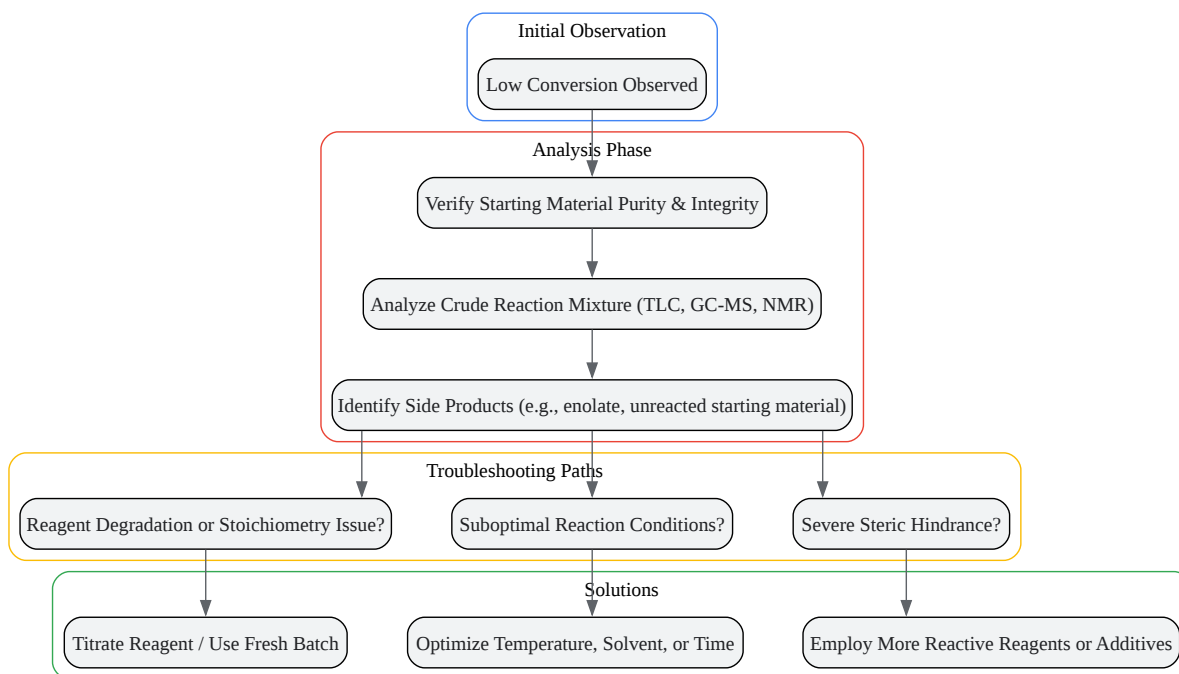 Initial Observation
Low Conversion Observed
Analysis Phase
Verify Starting Material Purity & Integrity
Analyze Crude Reaction Mixture (TLC, GC-MS, NMR)
Identify Side Products (e.g., enolate, unreacted starting material)
Troubleshooting Paths
Reagent Degradation or Stoichiometry Issue?
Suboptimal Reaction Conditions?
Severe Steric Hindrance?
Solutions
Titrate Reagent / Use Fresh Batch
Optimize Temperature, Solvent, or Time
Employ More Reactive Reagents or Additives